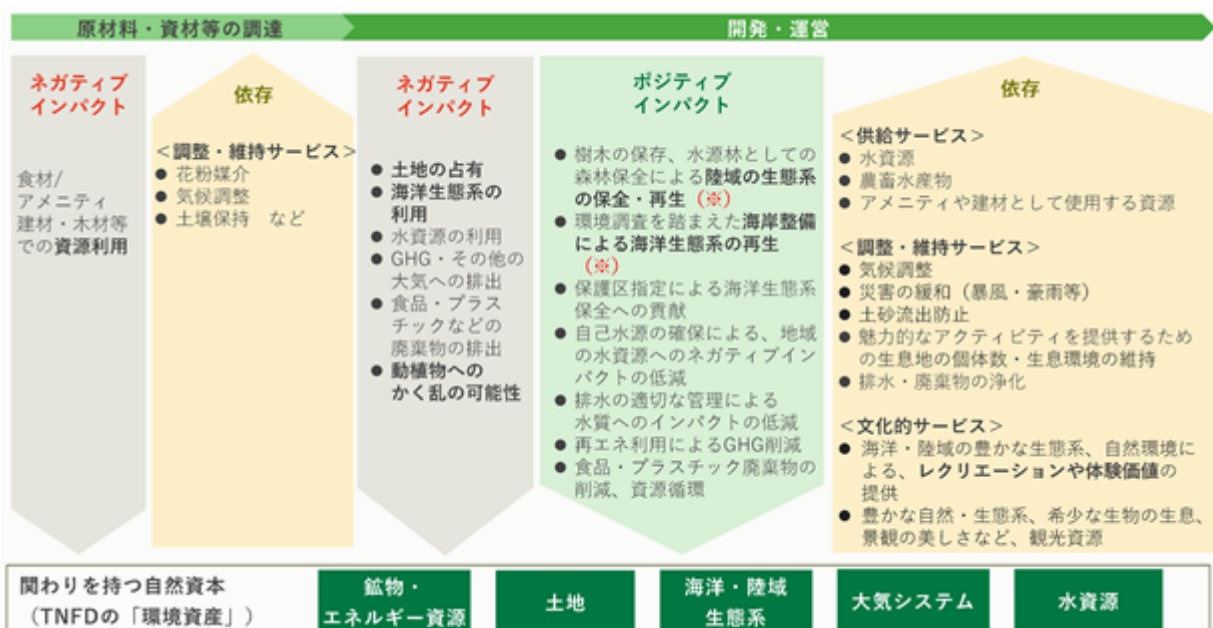 原材料・資材等の調達
開発・運営
ネガティブ
インパクト
食材/
アメニティ
建材・木材等
での資源利用
依存
<調整・維持サービス>
● 花粉媒介
● 気候調整
● 土壌保持 など
ネガティブ
インパクト
● 土地の占有
● 海洋生態系の
利用
● 水資源の利用
● GHG・その他の
大気への排出
● 食品・プラス
チックなどの
廃棄物の排出
● 動植物への
かく乱の可能性
ポジティブ
インパクト
● 樹木の保存、水源林としての
森林保全による陸域の生態系
の保全・再生（※）
● 環境調査を踏まえた海岸整備
による海洋生態系の再生
（※）
● 保護区指定による海洋生態系
保全への貢献
● 自己水源の確保による、地域
の水資源へのネガティブイン
パクトの低減
● 排水の適切な管理による
水質へのインパクトの低減
● 再エネ利用によるGHG削減
● 食品・プラスチック廃棄物の
削減、資源循環
依存
<供給サービス>
● 水資源
● 農畜水産物
● アメニティや建材として使用する資源
<調整・維持サービス>
● 気候調整
● 災害の緩和（暴風・豪雨等）
● 土砂流出防止
● 魅力的なアクティビティを提供するため
の生息地の個体数・生息環境の維持
● 排水・廃棄物の浄化
<文化的サービス>
● 海洋・陸域の豊かな生態系、自然環境に
よる、レクリエーションや体験価値の
提供
● 豊かな自然・生態系、希少な生物の生息、
景観の美しさなど、観光資源
関わりを持つ自然資本
（TNFDの「環境資産」）
鉱物・
エネルギー資源
土地
海洋・陸域
生態系
大気システム
水資源